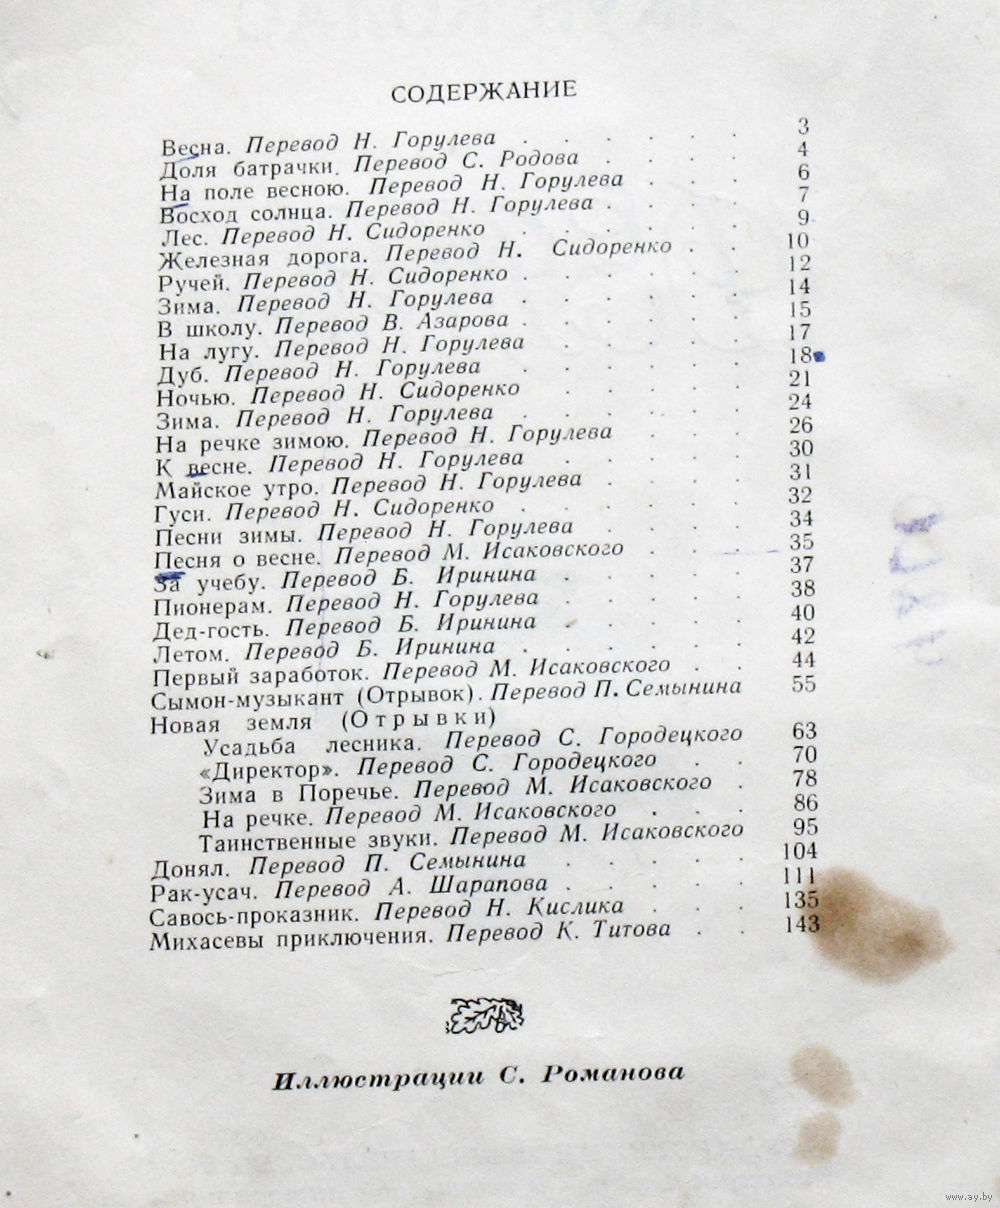 СОДЕРЖАНИЕ
Весна. Перевод Н. Горулева . . . . . . 3
Доля батрачки. Перевод С. Родова . . . . 4
На поле весною. Перевод Н. Горулева . . . 6
Восход солнца. Перевод Н. Горулева . . . . 7
Лес. Перевод Н. Сидоренко . . . . . 9
Железная дорога. Перевод Н. Сидоренко . . 10
Ручей. Перевод Н. Сидоренко . . . . . 12
Зима. Перевод Н. Горулева . . . . . 14
В школу. Перевод В. Азарова . . . . . 15
На лугу. Перевод Н. Горулева . . . . 17
Дуб. Перевод Н. Горулева . . . . . 18
Ночью. Перевод Н. Сидоренко . . . . 21
Зима. Перевод Н. Горулева . . . . . 24
На речке зимою. Перевод Н. Горулева . . . 26
К весне. Перевод Н. Горулева . . . . 30
Майское утро. Перевод Н. Горулева . . . . 31
Гуси. Перевод Н. Сидоренко . . . . . 32
Песни зимы. Перевод Н. Горулева . . . . 34
Песня о весне. Перевод М. Исаковского . . . 35
За учебу. Перевод Б. Иринина . . . . . 37
Пионерам. Перевод Н. Горулева . . . . . 38
Дед-гость. Перевод Б. Иринина . . . . . 40
Летом. Перевод Б. Иринина . . . . . . 42
Первый заработок. Перевод М. Исаковского . . 44
Сымон-музыкант (Отрывок). Перевод П. Семынина 55
Новая земля (Отрывки)
Усадьба лесника. Перевод С. Городецкого 63
«Директор». Перевод С. Городецкого . . 70
Зима в Поречье. Перевод М. Исаковского . 78
На речке. Перевод М. Исаковского . . . 86
Таинственные звуки. Перевод М. Исаковского 95
Донял. Перевод П. Семынина . . . . . 104
Рак-усач. Перевод А. Шарапова . . . . . 111
Савось-проказник. Перевод Н. Кислика . . . 135
Михасевы приключения. Перевод К. Титова . . 143
Иллюстрации С. Романова
www.ay.by